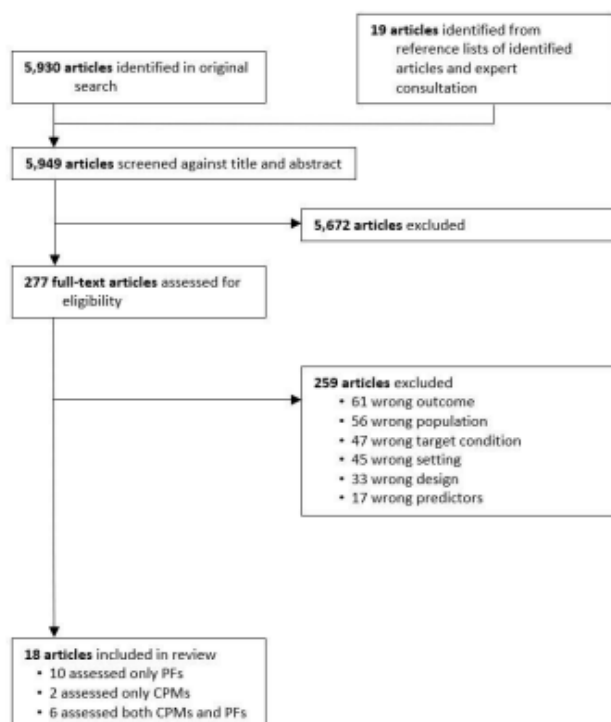 5,930 articles identified in original
search
19 articles identified from
reference lists of identified
articles and expert
consultation
5,949 articles screened against title and abstract
5,672 articles excluded
277 full-text articles assessed for
eligibility
259 articles excluded
• 61 wrong outcome
• 56 wrong population
• 47 wrong target condition
• 45 wrong setting
• 33 wrong design
• 17 wrong predictors
18 articles included in review
• 10 assessed only PFs
• 2 assessed only CPMs
• 6 assessed both CPMs and PFs